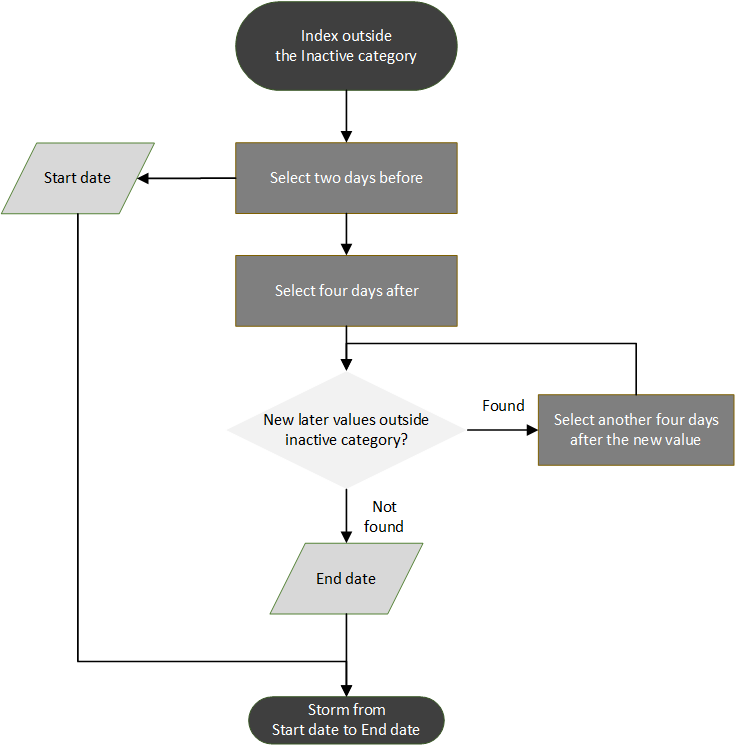 Index outside
the Inactive category
Start date
Select two days before
Select four days after
New later values outside
inactive category?
Found
Select another four days
after the new value
Not
found
End date
Storm from
Start date to End date